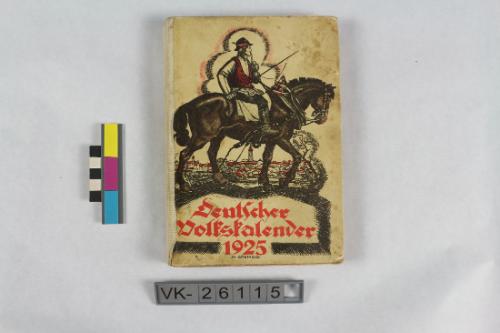 Deutscher
Volkskalender
1925
VK-26115